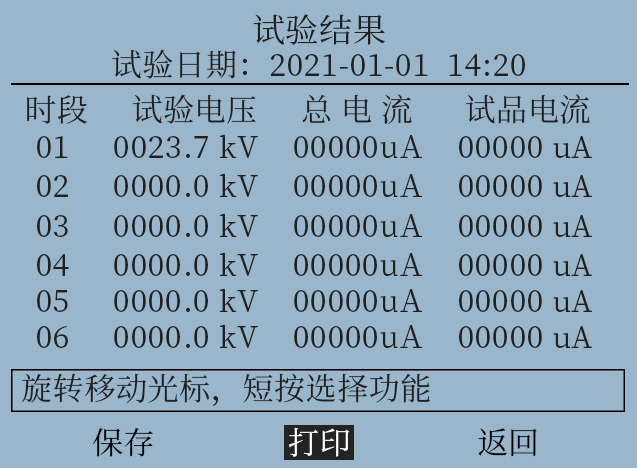 试验结果
试验日期：2021-01-01 14:20
时段 试验电压 总电流 试品电流
01 0023.7 kV 00000uA 00000 uA
02 0000.0 kV 00000uA 00000 uA
03 0000.0 kV 00000uA 00000 uA
04 0000.0 kV 00000uA 00000 uA
05 0000.0 kV 00000uA 00000 uA
06 0000.0 kV 00000uA 00000 uA
旋转移动光标，短按选择功能
保存 打印 返回